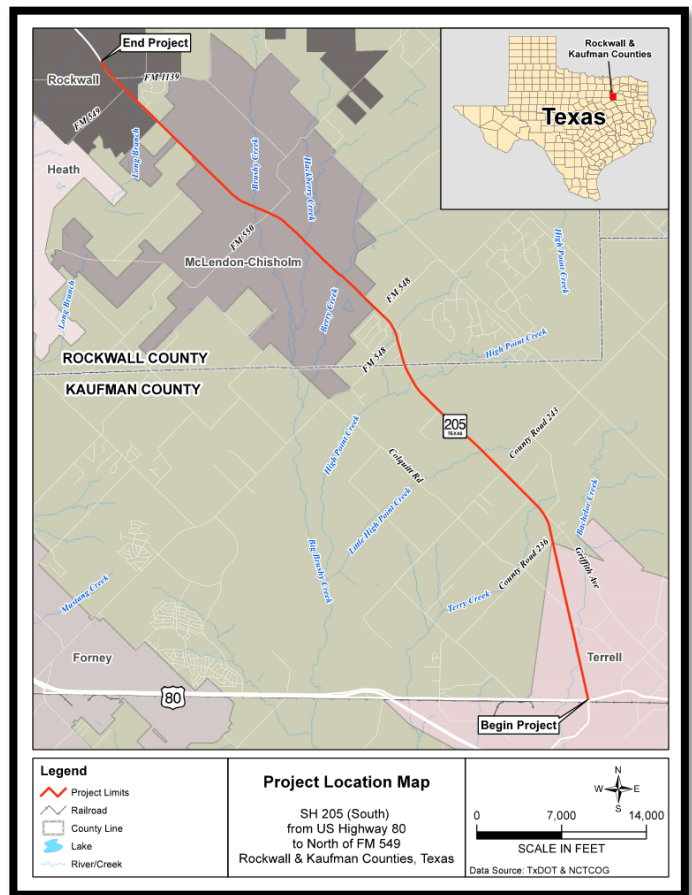 End Project
Rockwall
FM 1139
FM 549
Long Branch
Heath
Brushy Creek
Hackberry Creek
Rockwall &
Kaufman Counties
Texas
FM 550
McLendon-Chisholm
High Point Creek
FM 548
Long Branch
Berry Creek
FM 548
High Point Creek
ROCKWALL COUNTY
KAUFMAN COUNTY
205
TEXAS
County Road 243
High Point Creek
Colquitt Rd
Little High Point Creek
Bachelor Creek
Big Brushy Creek
County Road 236
Griffith Ave
Terry Creek
Mustang Creek
Forney
Terrell
80
Begin Project
Legend
Project Limits
Railroad
County Line
Lake
River/Creek
Project Location Map
SH 205 (South)
from US Highway 80
to North of FM 549
Rockwall & Kaufman Counties, Texas
N
W E
S
0 7,000 14,000
SCALE IN FEET
Data Source: TxDOT & NCTCOG